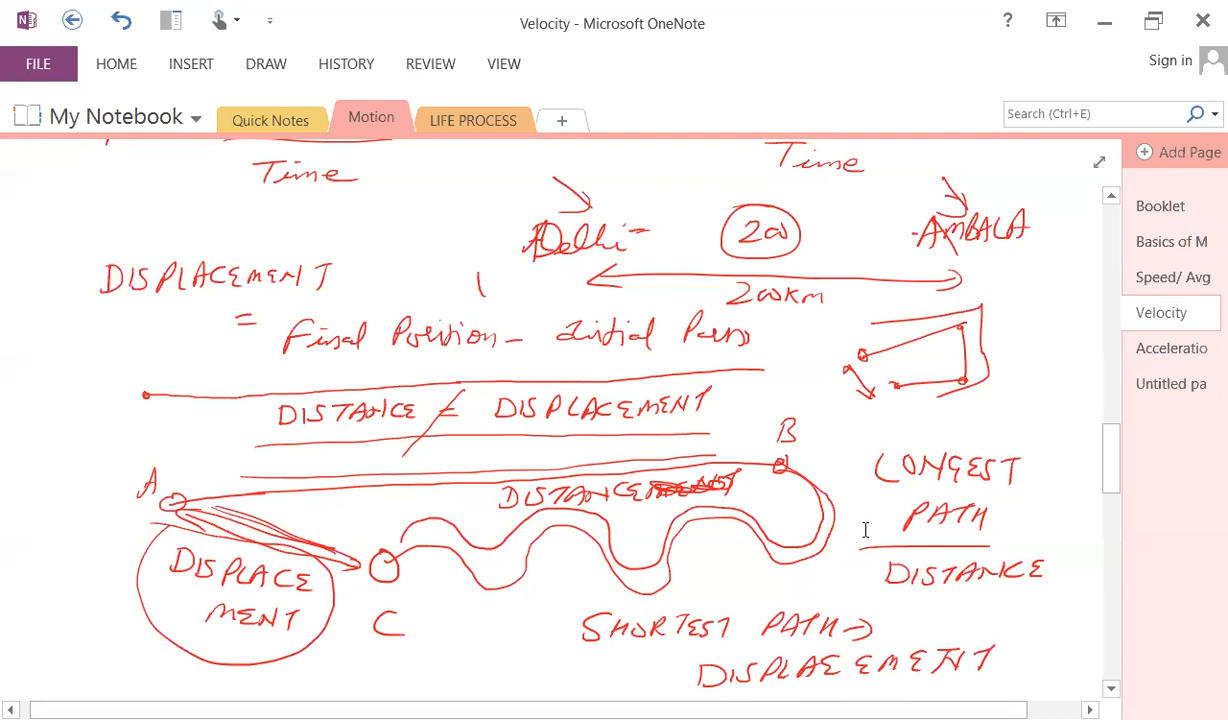 Velocity - Microsoft OneNote
?
Sign in
FILE HOME INSERT DRAW HISTORY REVIEW VIEW
My Notebook
Quick Notes Motion LIFE PROCESS +
Search (Ctrl+E)
Add Page
Booklet
Basics of M
Speed/ Avg
Velocity
Acceleratio
Untitled pa
Time Time
Delhi 200 AMBALA
200km
DISPLACEMENT
= Final Position - Initial
DISTANCE ≠ DISPLACEMENT
A B
DISTANCE
LONGEST
PATH
DISTANCE
DISPLACE
MENT
C
SHORTEST PATH →
DISPLAEEMENT